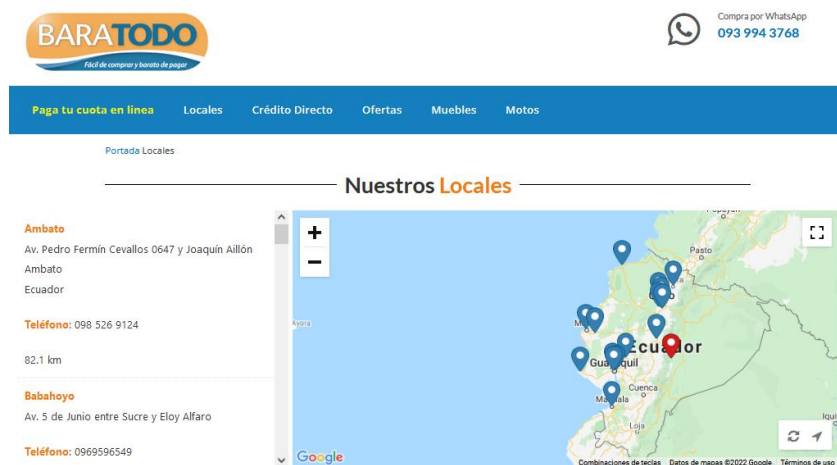 BARATODO
Fácil de comprar y barato de pagar
Compra por WhatsApp
093 994 3768
Paga tu cuota en linea Locales Crédito Directo Ofertas Muebles Motos
Portada Locales
Nuestros Locales
Ambato
Av. Pedro Fermín Cevallos 0647 y Joaquín Aillón
Ambato
Ecuador
Teléfono: 098 526 9124
82.1 km
Babahoyo
Av. 5 de Junio entre Sucre y Eloy Alfaro
Teléfono: 0969596549
+
−
Pasto
Ayora
Ecuador
Cuenca
Loja
Iqui
Google
Combinaciones de teclas Datos de mapas ©2022 Google Términos de uso